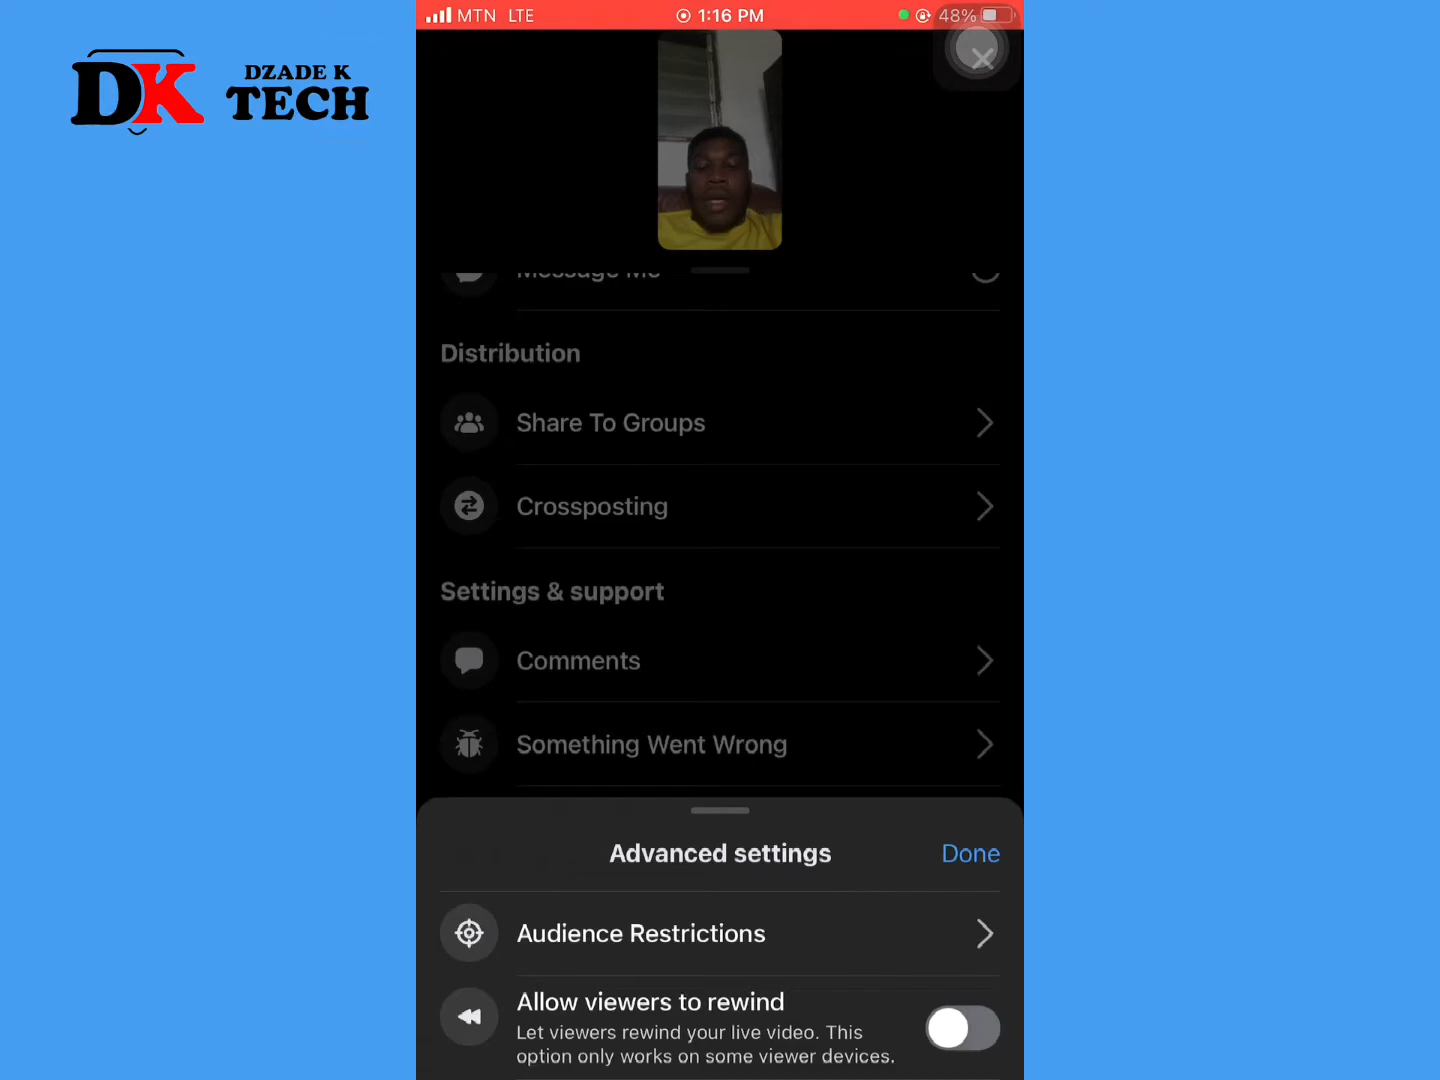 MTN LTE 1:16 PM 48%
DK DZADE K
TECH
Message Me
Distribution
Share To Groups
Crossposting
Settings & support
Comments
Something Went Wrong
Advanced settings Done
Audience Restrictions
Allow viewers to rewind
Let viewers rewind your live video. This
option only works on some viewer devices.